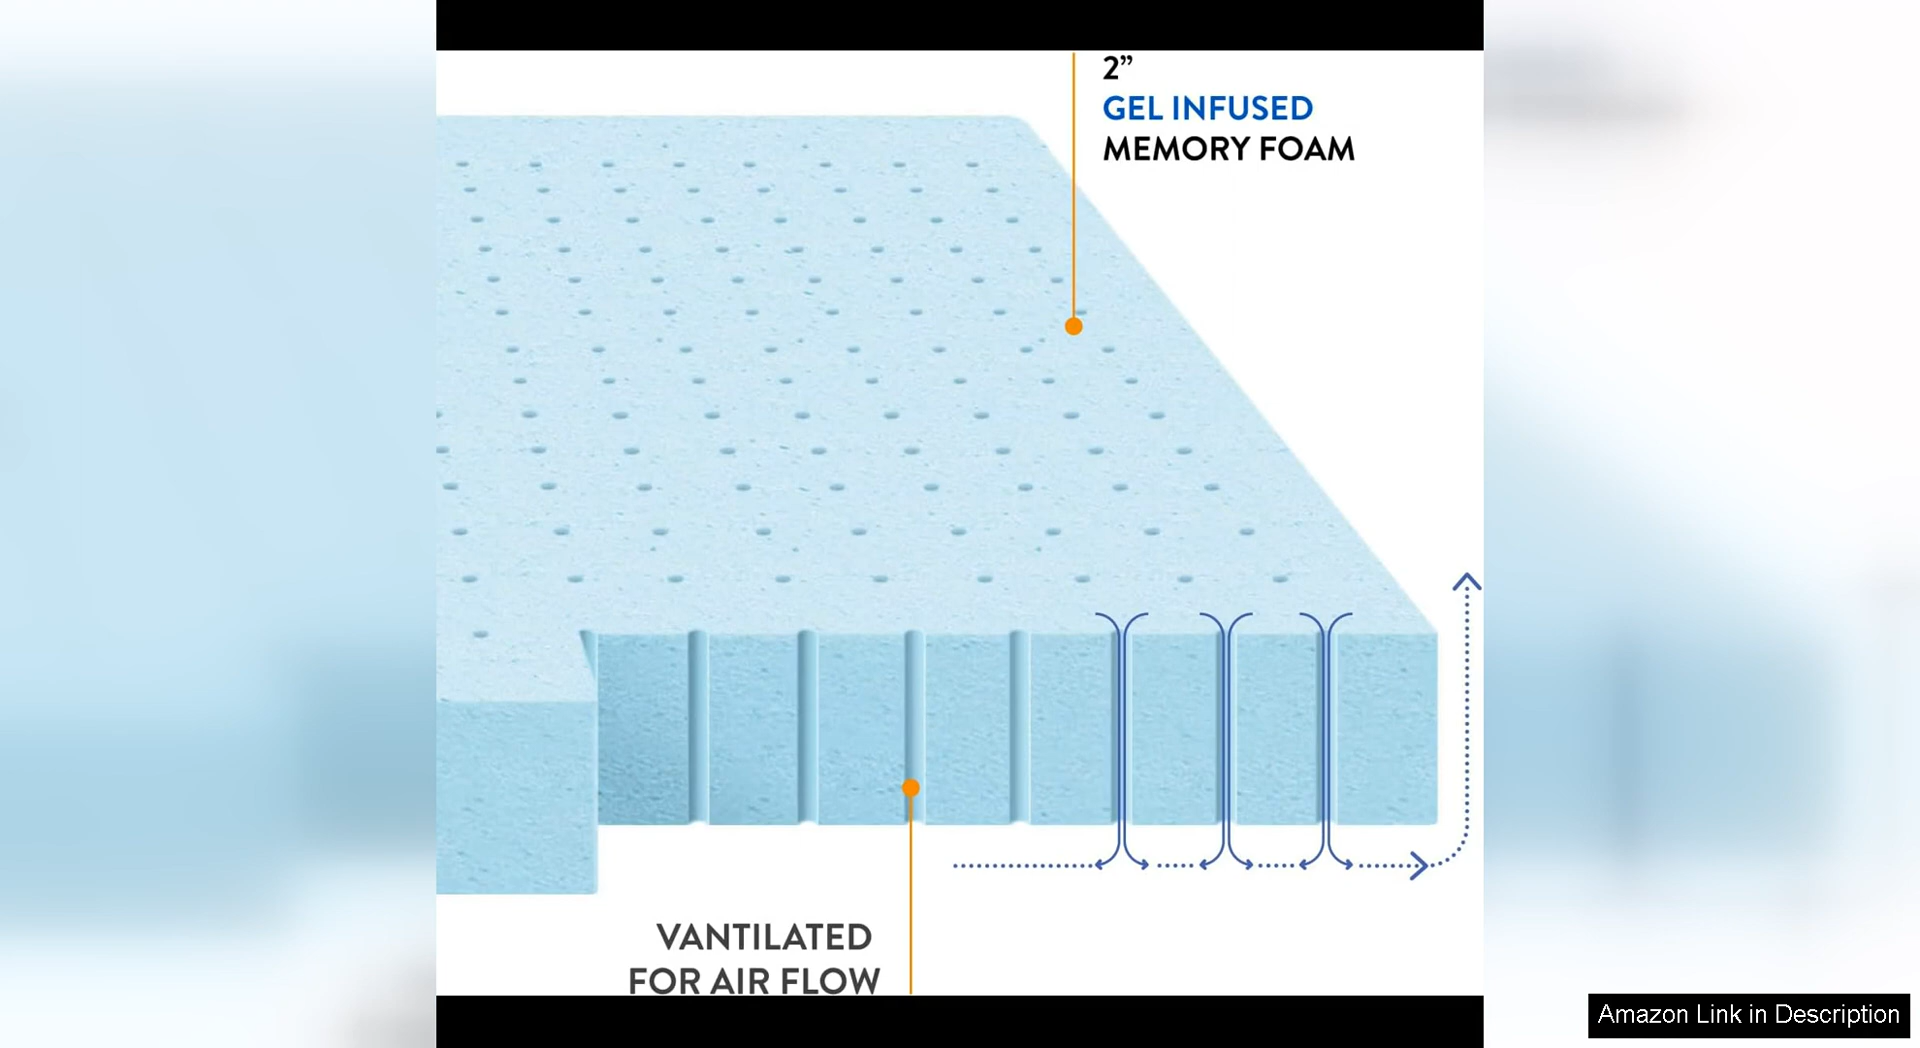 2”
GEL INFUSED
MEMORY FOAM
VANTILATED
FOR AIR FLOW
Amazon Link in Description